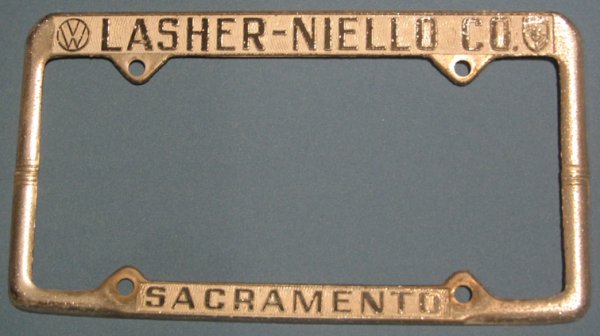 LASHER-NIELLO CO.
SACRAMENTO